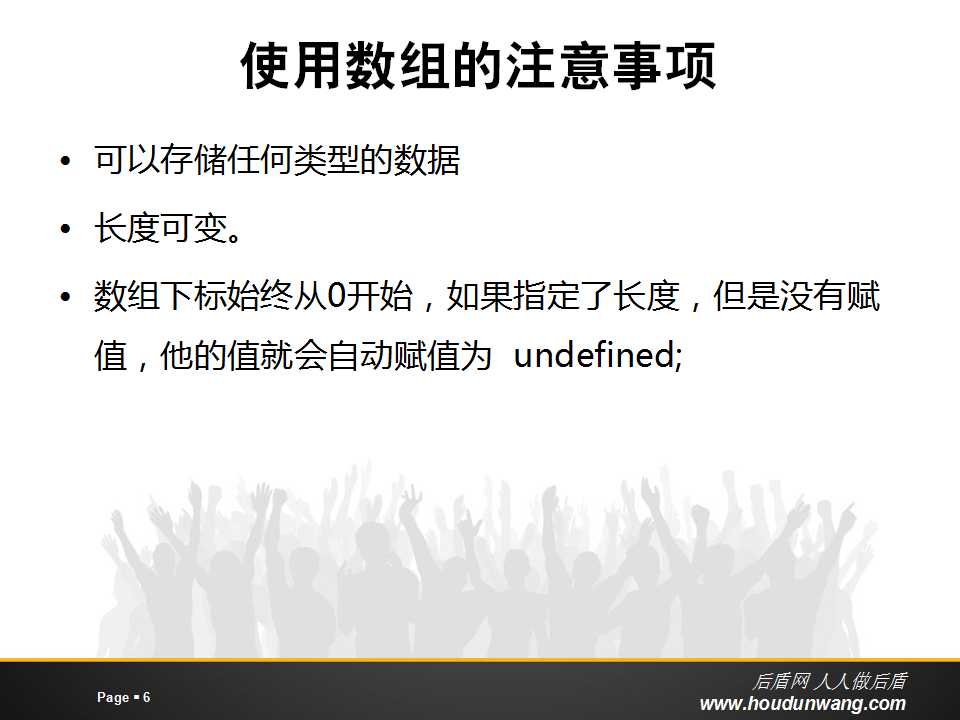 使用数组的注意事项
• 可以存储任何类型的数据
• 长度可变。
• 数组下标始终从0开始，如果指定了长度，但是没有赋
值，他的值就会自动赋值为 undefined;
Page ▪ 6
后盾网 人人做后盾
www.houdunwang.com